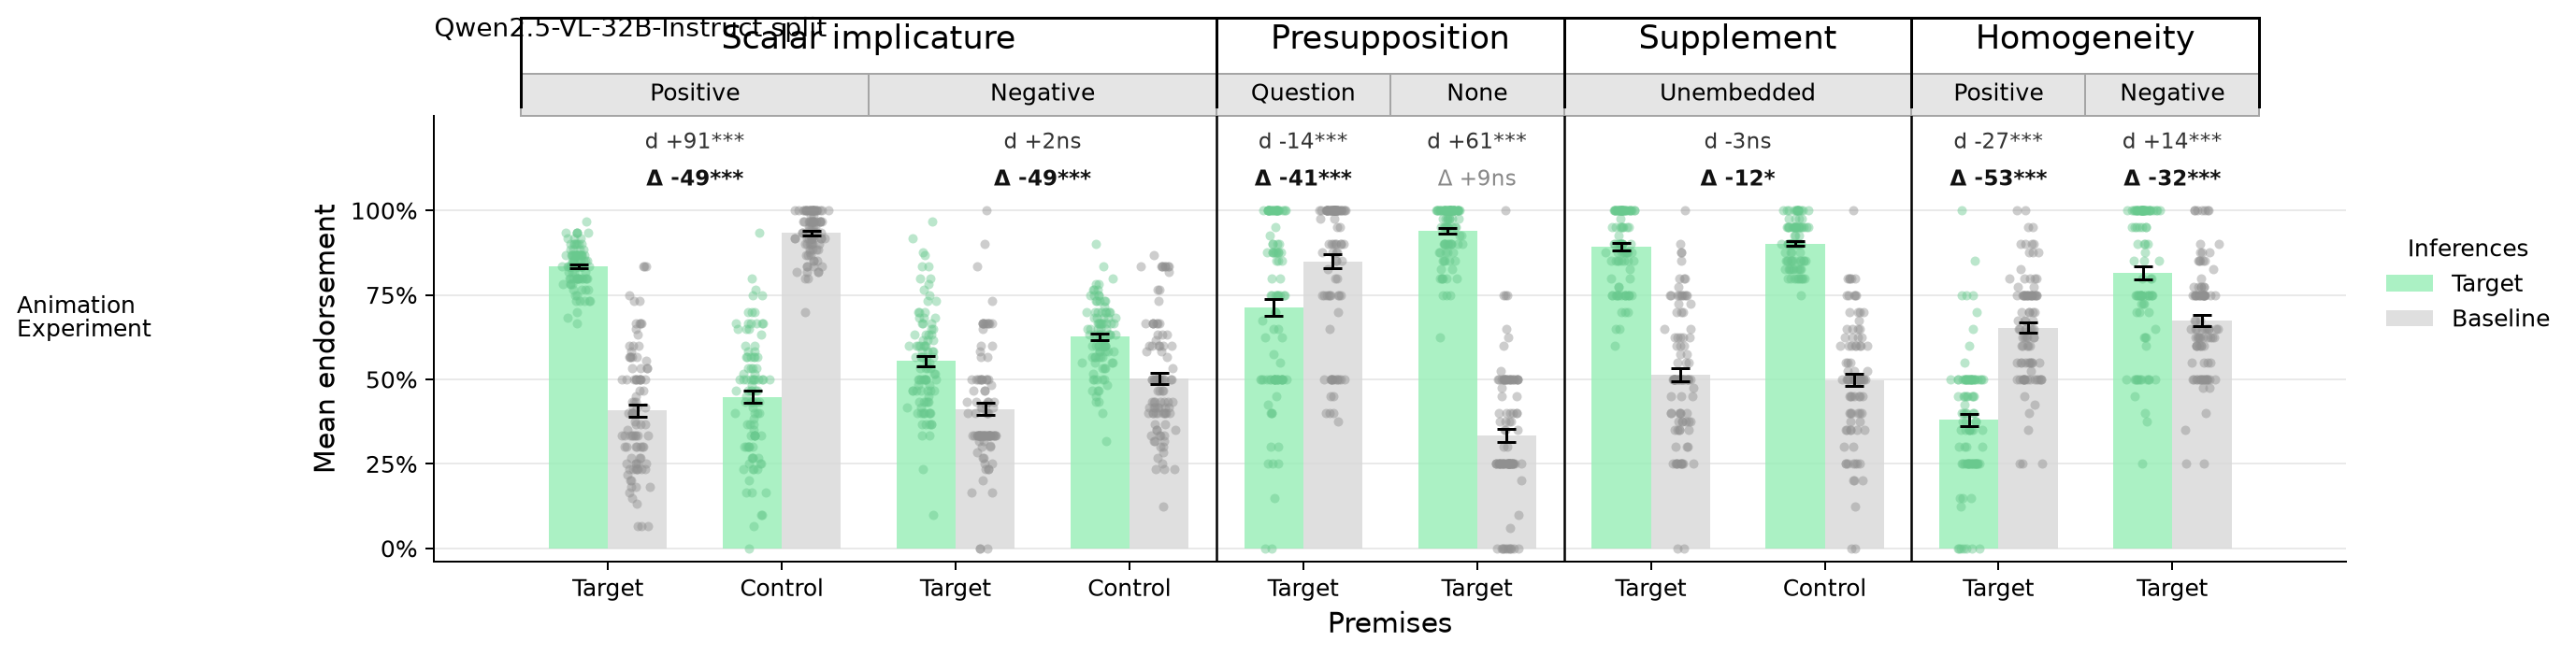 Qwen2.5-VL-32B-Instruct split
Scalar implicature Presupposition Supplement Homogeneity
Positive Negative Question None Unembedded Positive Negative
d +91*** d +2ns d -14*** d +61*** d -3ns d -27*** d +14***
Δ -49*** Δ -49*** Δ -41*** Δ +9ns Δ -12* Δ -53*** Δ -32***
Animation
Experiment
Mean endorsement
100%
75%
50%
25%
0%
Target Control Target Control Target Target Target Control Target Target
Premises
Inferences
Target
Baseline